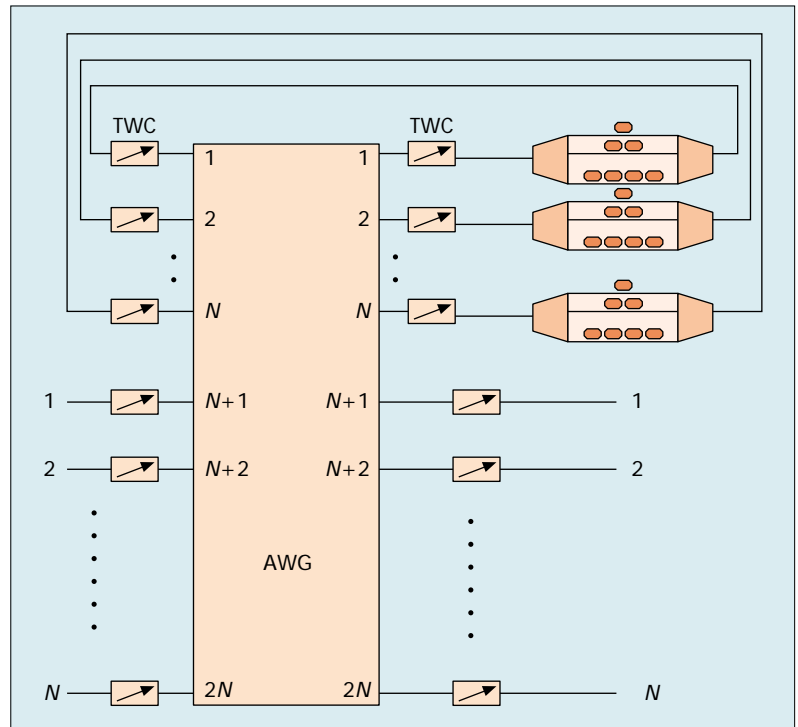 TWC TWC
1 1
2 2
N N
1 N+1 N+1 1
2 N+2 N+2 2
AWG
N 2N 2N N